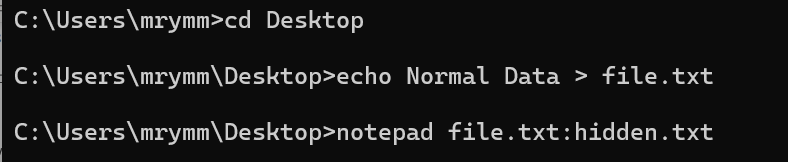 C:\Users\mrymm>cd Desktop
C:\Users\mrymm\Desktop>echo Normal Data > file.txt
C:\Users\mrymm\Desktop>notepad file.txt:hidden.txt